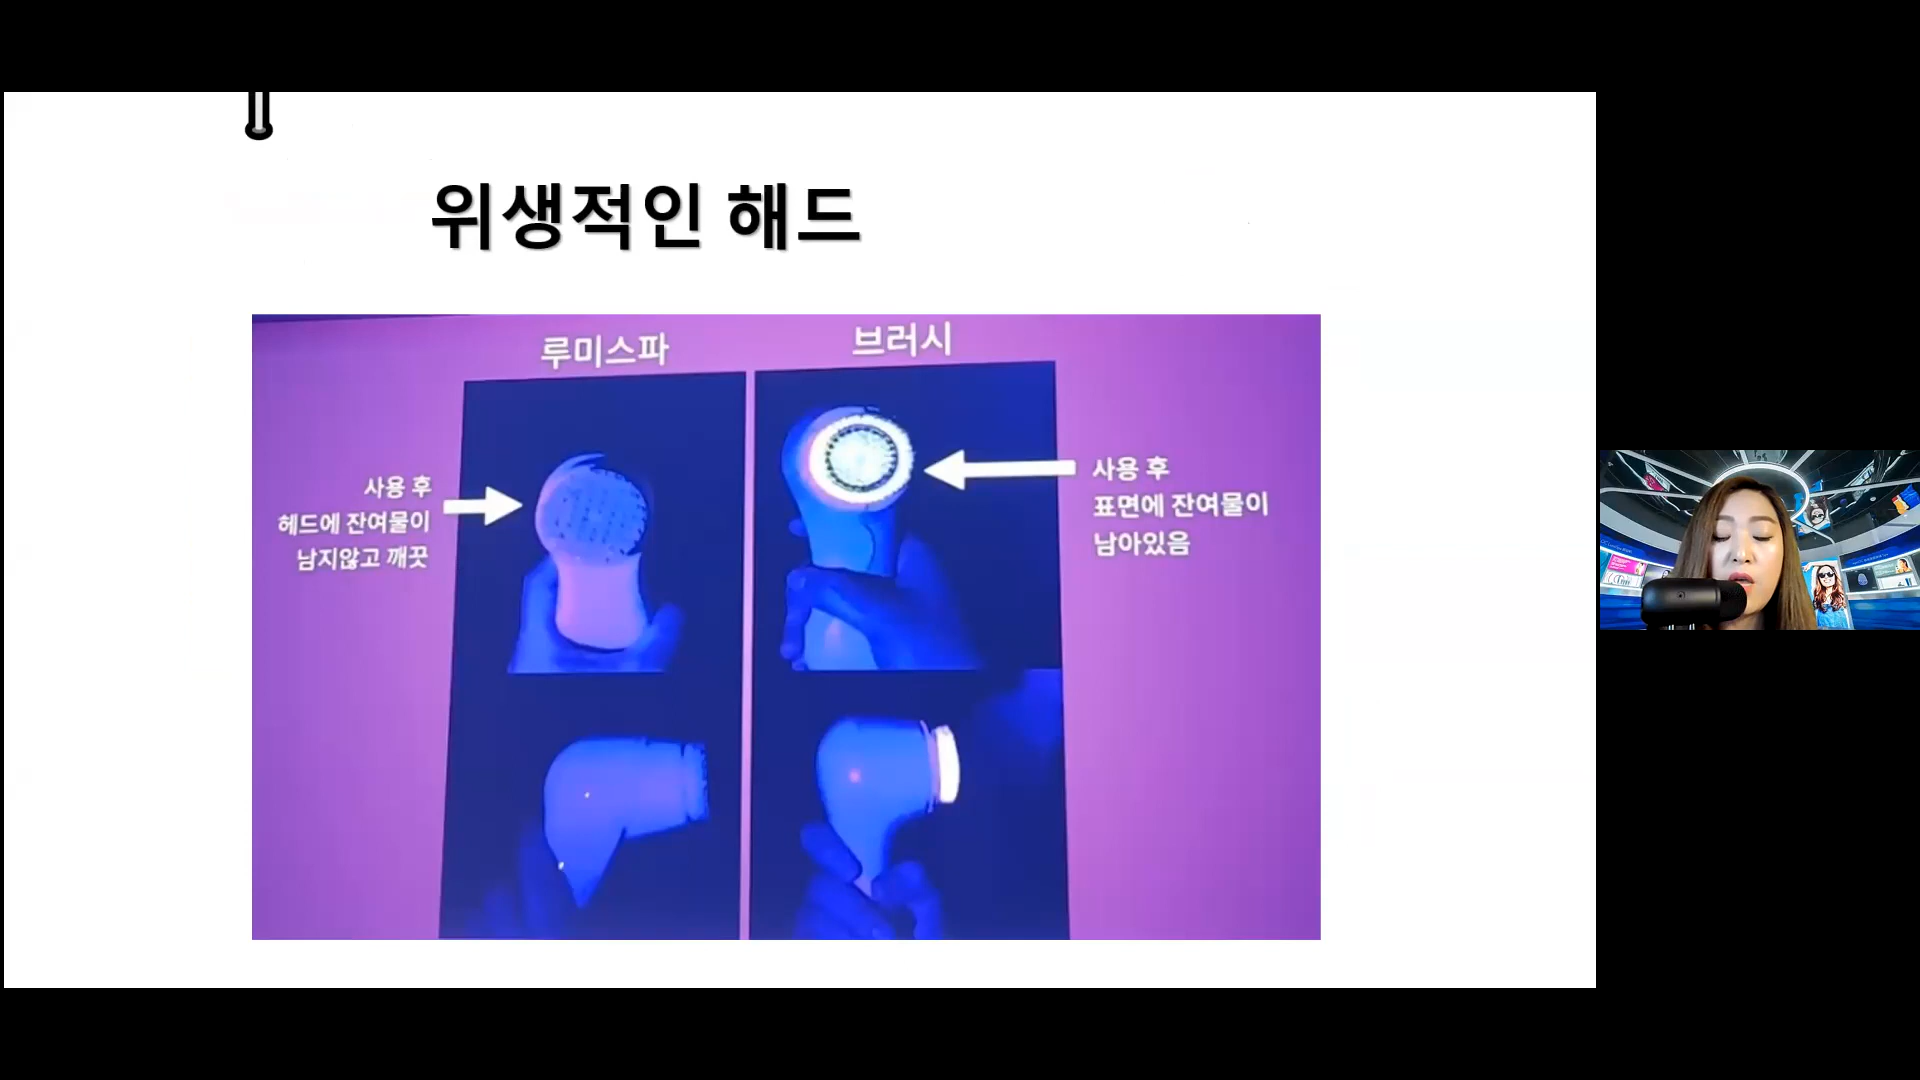 위생적인 해드
루미스파
브러시
사용 후
헤드에 잔여물이
남지않고 깨끗
사용 후
표면에 잔여물이
남아있음